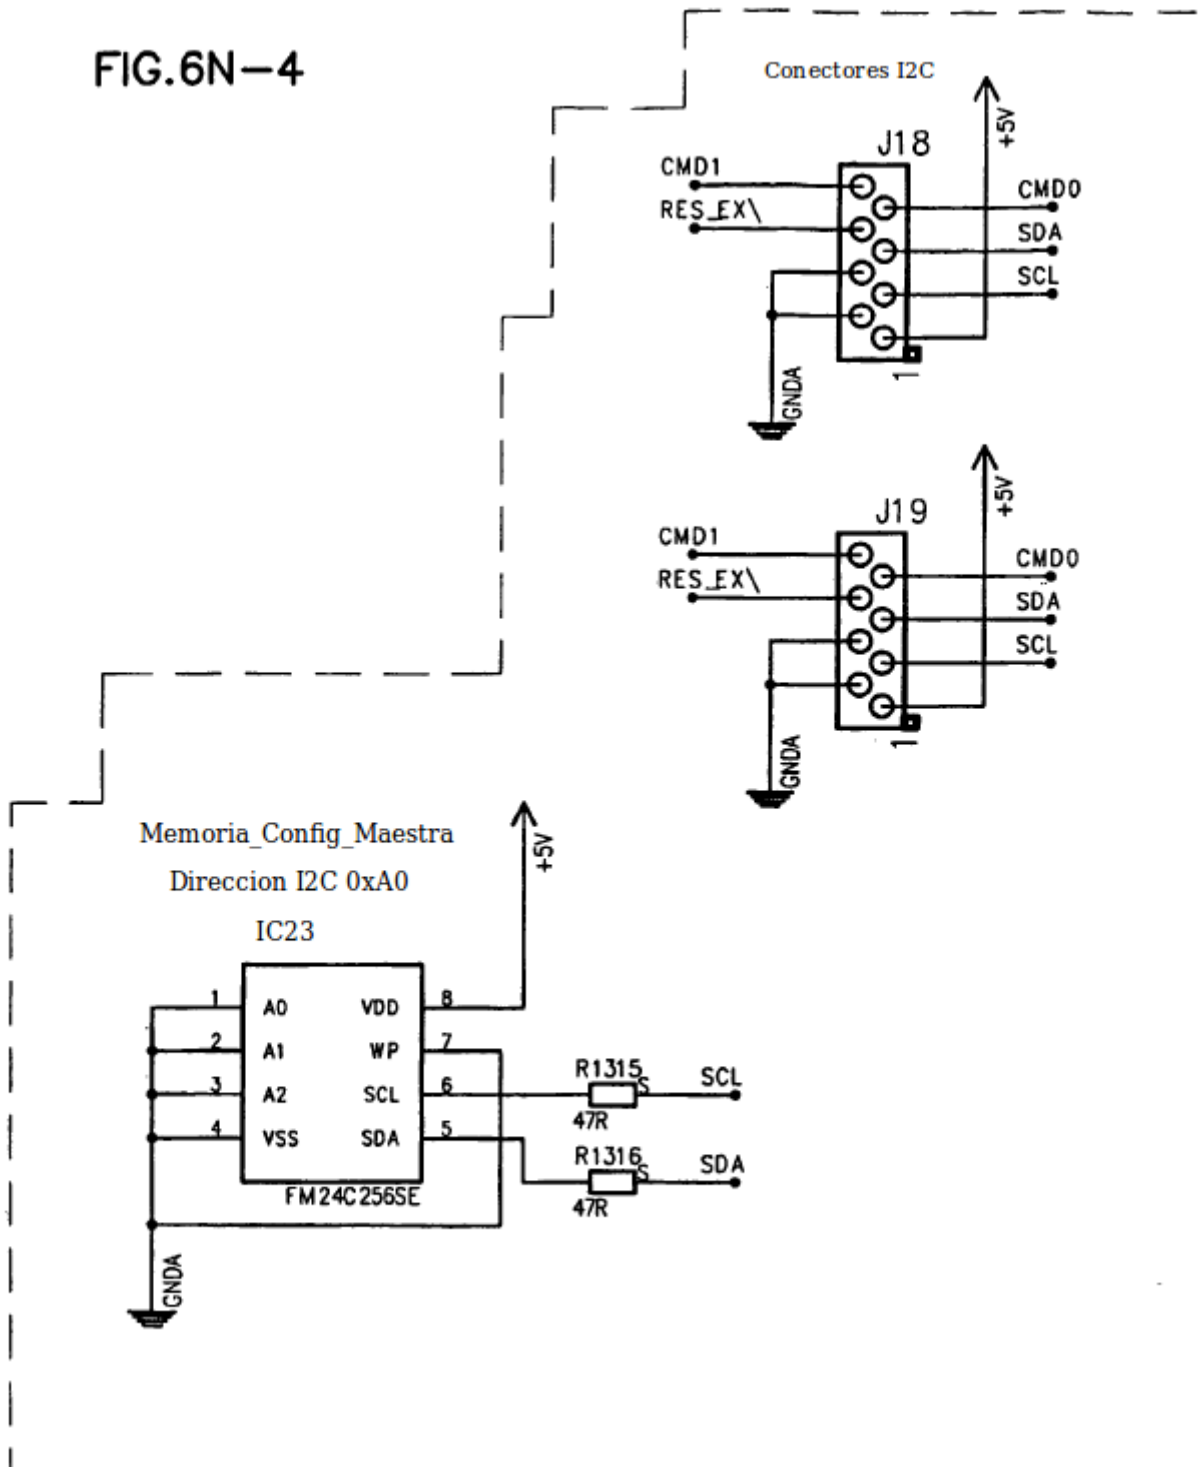 FIG.6N-4
Conectores I2C
+5V
J18
CMD1
CMD0
RES_EX\
SDA
SCL
1
GNDA
+5V
J19
CMD1
CMD0
RES_EX\
SDA
SCL
1
GNDA
Memoria_Config_Maestra
Direccion I2C 0xA0
IC23
+5V
1 A0 VDD 8
2 A1 WP 7
3 A2 SCL 6
4 VSS SDA 5
FM24C256SE
R1315 S SCL
47R
R1316 S SDA
47R
GNDA